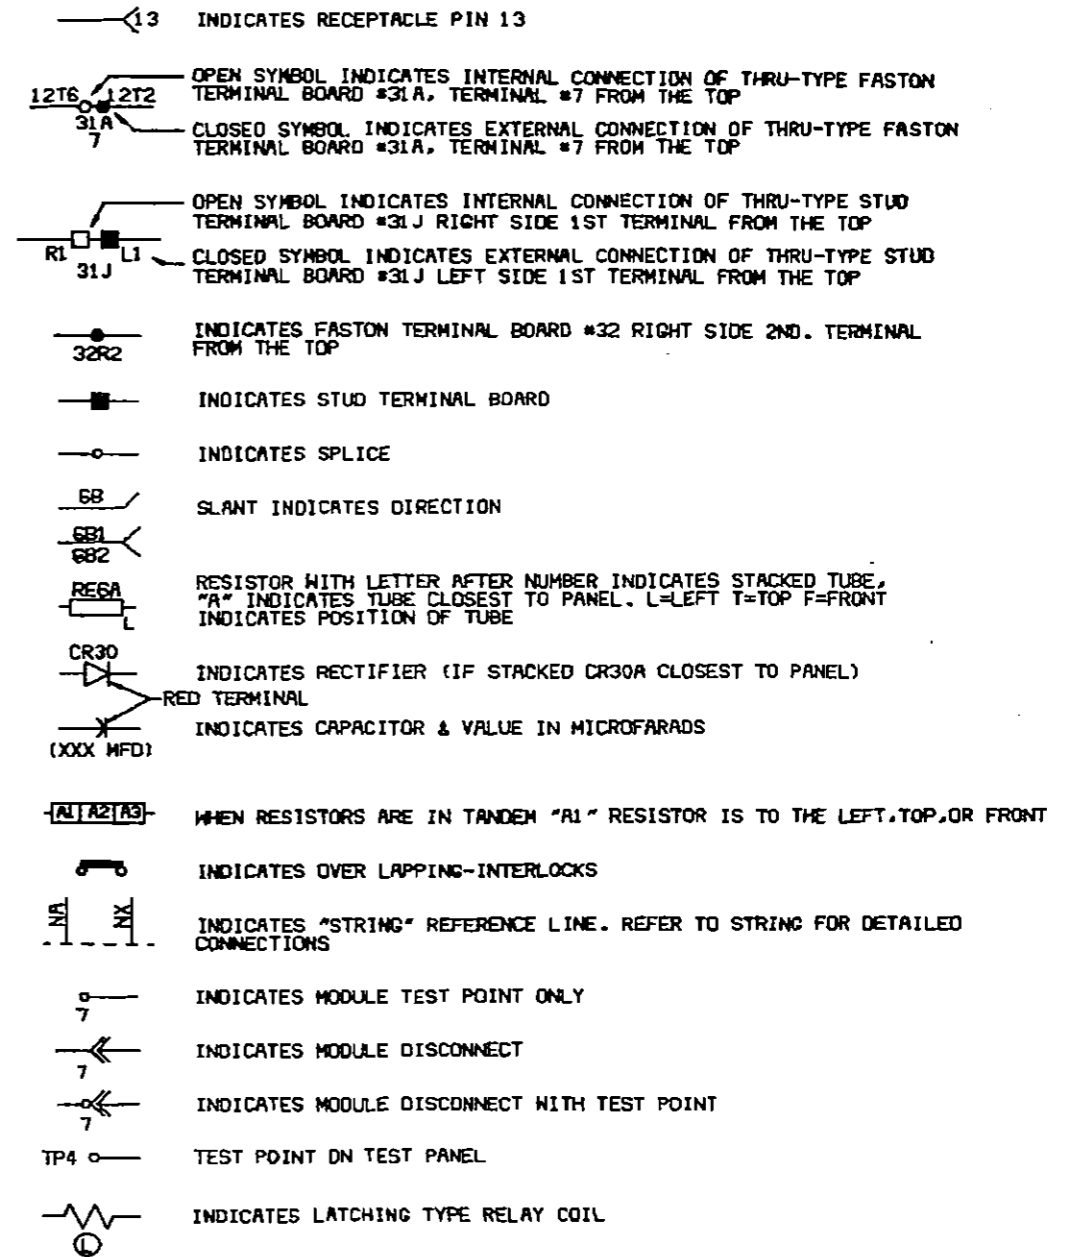 13 INDICATES RECEPTACLE PIN 13
12T6 12T2
31A
7
OPEN SYMBOL INDICATES INTERNAL CONNECTION OF THRU-TYPE FASTON
TERMINAL BOARD #31A, TERMINAL #7 FROM THE TOP
CLOSED SYMBOL INDICATES EXTERNAL CONNECTION OF THRU-TYPE FASTON
TERMINAL BOARD #31A, TERMINAL #7 FROM THE TOP
OPEN SYMBOL INDICATES INTERNAL CONNECTION OF THRU-TYPE STUD
TERMINAL BOARD #31J RIGHT SIDE 1ST TERMINAL FROM THE TOP
R1 L1
31J
CLOSED SYMBOL INDICATES EXTERNAL CONNECTION OF THRU-TYPE STUD
TERMINAL BOARD #31J LEFT SIDE 1ST TERMINAL FROM THE TOP
32R2
INDICATES FASTON TERMINAL BOARD #32 RIGHT SIDE 2ND. TERMINAL
FROM THE TOP
INDICATES STUD TERMINAL BOARD
INDICATES SPLICE
6B
SLANT INDICATES DIRECTION
6B1
6B2
RE6A
L
RESISTOR WITH LETTER AFTER NUMBER INDICATES STACKED TUBE,
"A" INDICATES TUBE CLOSEST TO PANEL. L=LEFT T=TOP F=FRONT
INDICATES POSITION OF TUBE
CR30
INDICATES RECTIFIER (IF STACKED CR30A CLOSEST TO PANEL)
RED TERMINAL
INDICATES CAPACITOR & VALUE IN MICROFARADS
(XXX MFD)
A1 A2 A3 WHEN RESISTORS ARE IN TANDEM "A1" RESISTOR IS TO THE LEFT,TOP,OR FRONT
INDICATES OVER LAPPING-INTERLOCKS
NA NX
INDICATES "STRING" REFERENCE LINE. REFER TO STRING FOR DETAILED
CONNECTIONS
INDICATES MODULE TEST POINT ONLY
7
INDICATES MODULE DISCONNECT
7
INDICATES MODULE DISCONNECT WITH TEST POINT
7
TP4 TEST POINT ON TEST PANEL
INDICATES LATCHING TYPE RELAY COIL
L